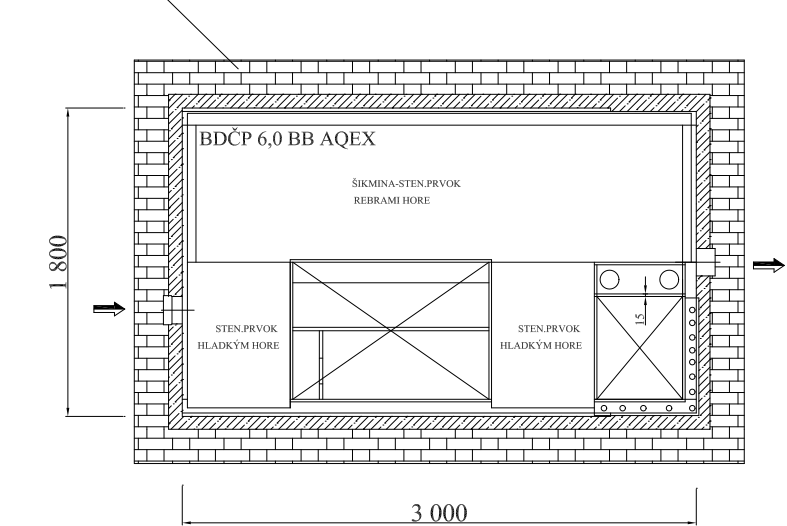 BDČP 6,0 BB AQEX
ŠIKMINA-STEN.PRVOK
REBRAMI HORE
1 800
15
STEN.PRVOK
HLADKÝM HORE
STEN.PRVOK
HLADKÝM HORE
3 000